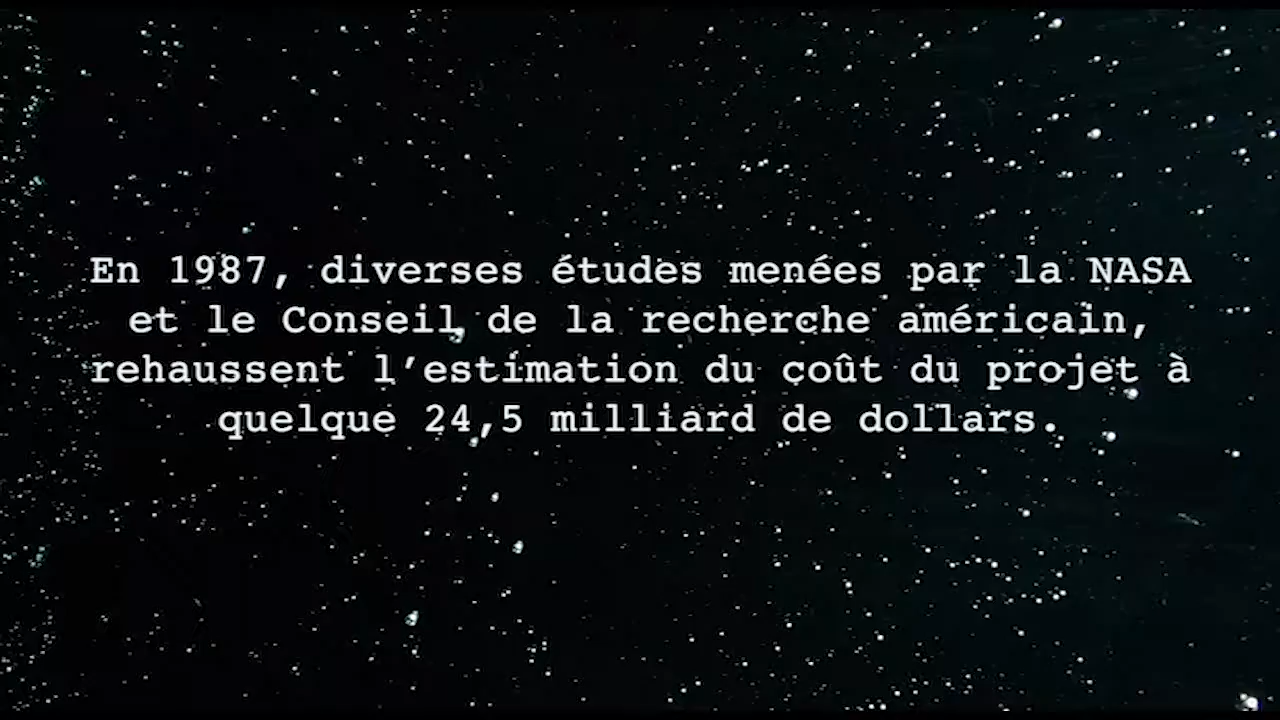 En 1987, diverses études menées par la NASA
et le Conseil de la recherche américain,
rehaussent l’estimation du coût du projet à
quelque 24,5 milliard de dollars.